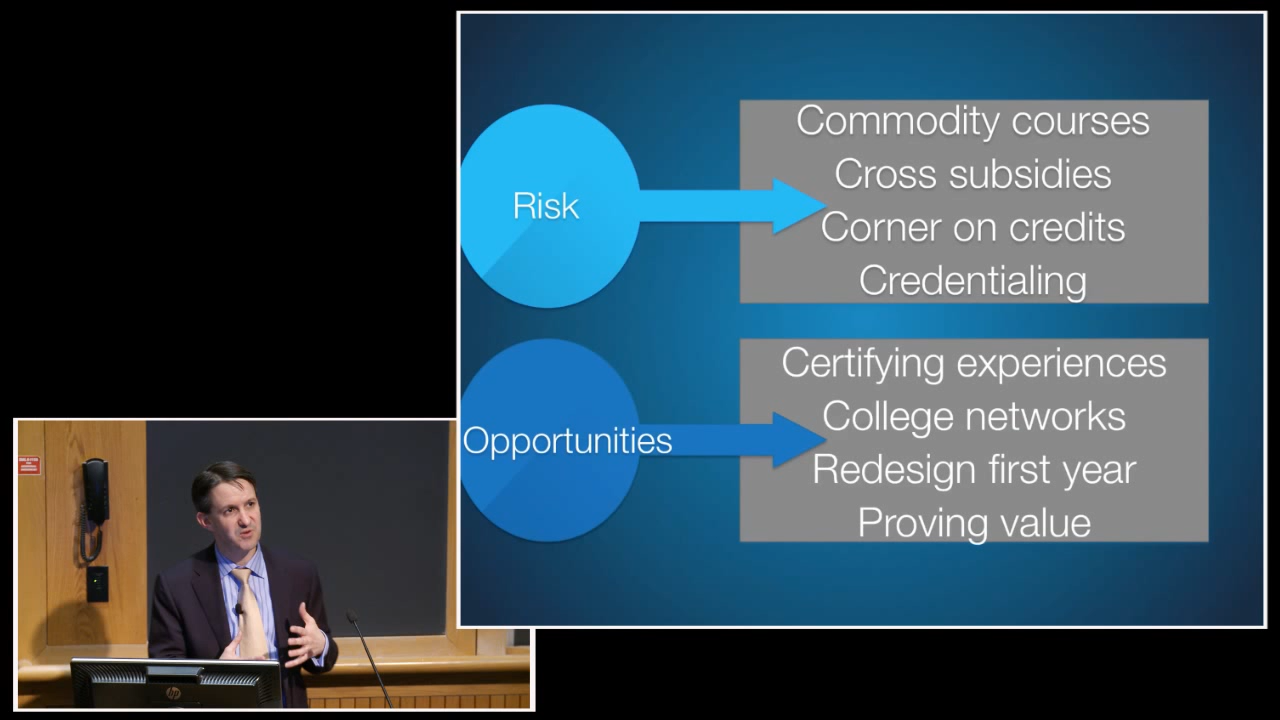 Risk
Commodity courses
Cross subsidies
Corner on credits
Credentialing
Opportunities
Certifying experiences
College networks
Redesign first year
Proving value
hp